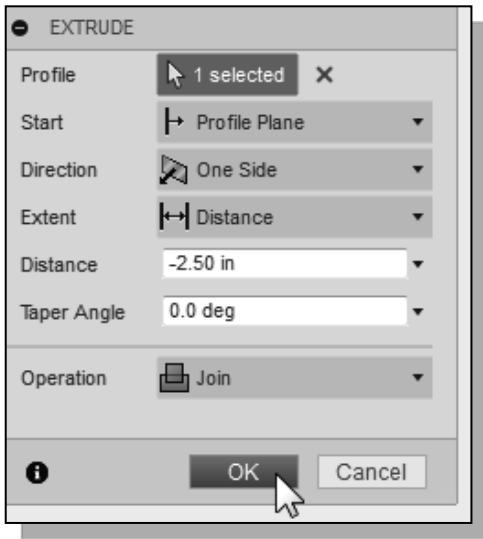 EXTRUDE
Profile 1 selected
Start Profile Plane
Direction One Side
Extent Distance
Distance -2.50 in
Taper Angle 0.0 deg
Operation Join
OK Cancel